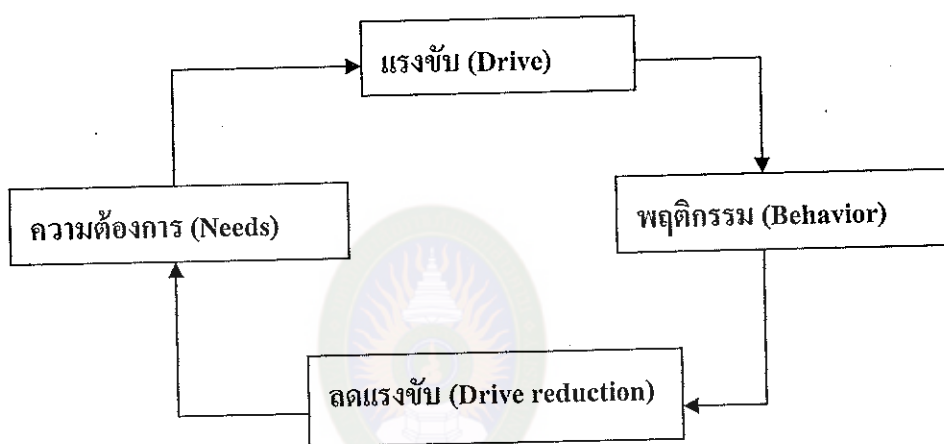 แรงขับ (Drive)
ความต้องการ (Needs)
พฤติกรรม (Behavior)
ลดแรงขับ (Drive reduction)